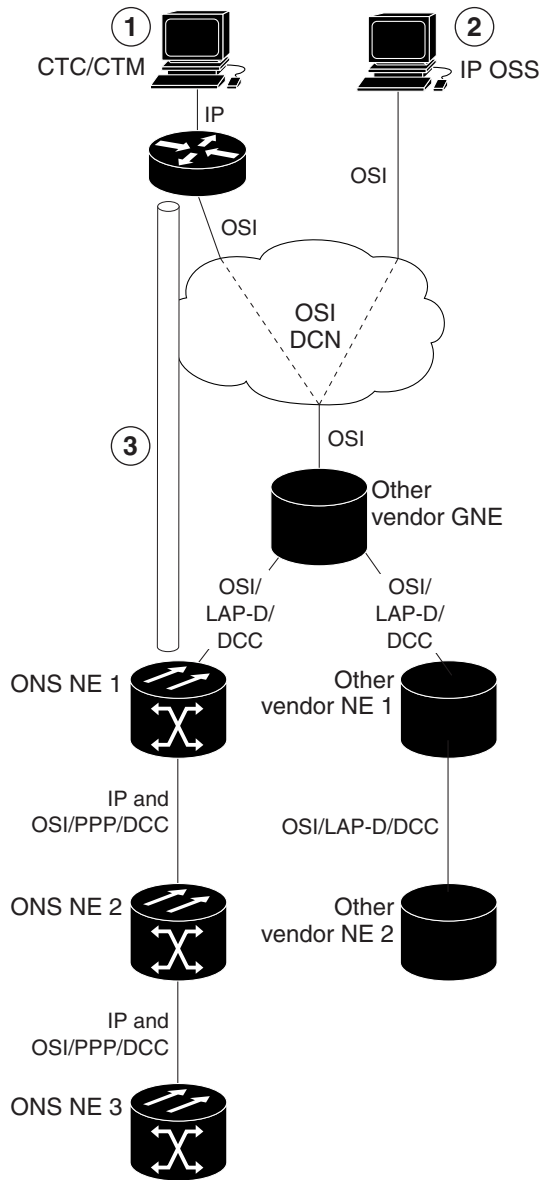 1
2
CTC/CTM
IP OSS
IP
OSI
OSI
OSI
DCN
3
OSI
Other
vendor GNE
OSI/
LAP-D/
DCC
OSI/
LAP-D/
DCC
ONS NE 1
Other
vendor NE 1
IP and
OSI/PPP/DCC
OSI/LAP-D/DCC
ONS NE 2
Other
vendor NE 2
IP and
OSI/PPP/DCC
ONS NE 3